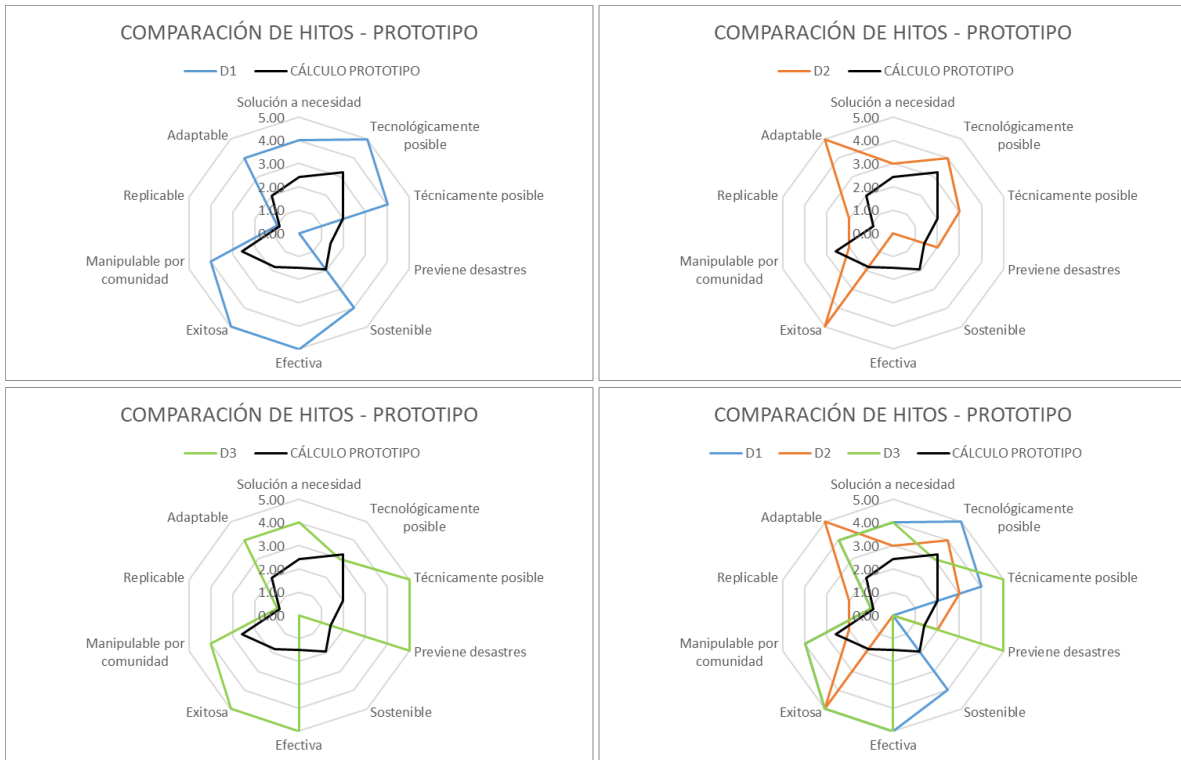 COMPARACIÓN DE HITOS - PROTOTIPO
D1 CÁLCULO PROTOTIPO
Solución a necesidad
Tecnológicamente
posible
Técnicamente posible
Previene desastres
Sostenible
Efectiva
Exitosa
Manipulable por
comunidad
Replicable
Adaptable
5.00
4.00
3.00
2.00
1.00
0.00
COMPARACIÓN DE HITOS - PROTOTIPO
D2 CÁLCULO PROTOTIPO
Solución a necesidad
Tecnológicamente
posible
Técnicamente posible
Previene desastres
Sostenible
Efectiva
Exitosa
Manipulable por
comunidad
Replicable
Adaptable
5.00
4.00
3.00
2.00
1.00
0.00
COMPARACIÓN DE HITOS - PROTOTIPO
D3 CÁLCULO PROTOTIPO
Solución a necesidad
Tecnológicamente
posible
Técnicamente posible
Previene desastres
Sostenible
Efectiva
Exitosa
Manipulable por
comunidad
Replicable
Adaptable
5.00
4.00
3.00
2.00
1.00
0.00
COMPARACIÓN DE HITOS - PROTOTIPO
D1 D2 D3 CÁLCULO PROTOTIPO
Solución a necesidad
Tecnológicamente
posible
Técnicamente posible
Previene desastres
Sostenible
Efectiva
Exitosa
Manipulable por
comunidad
Replicable
Adaptable
5.00
4.00
3.00
2.00
1.00
0.00